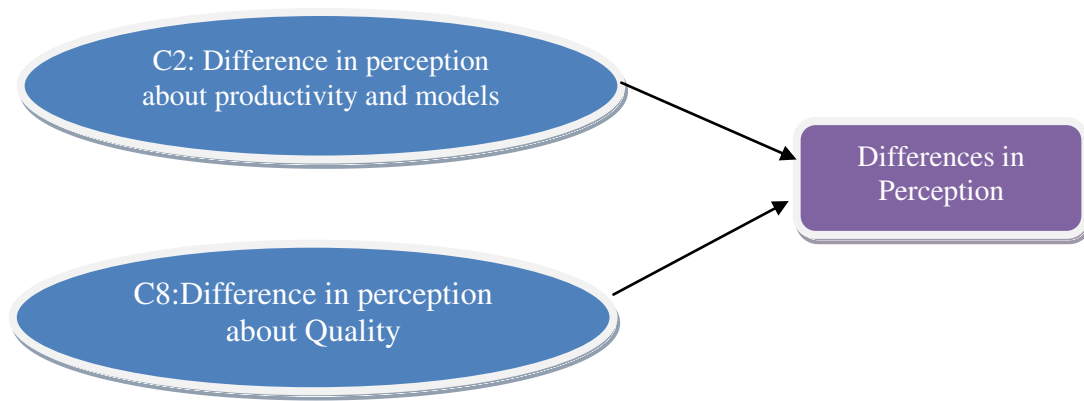 C2: Difference in perception
about productivity and models
Differences in
Perception
C8:Difference in perception
about Quality